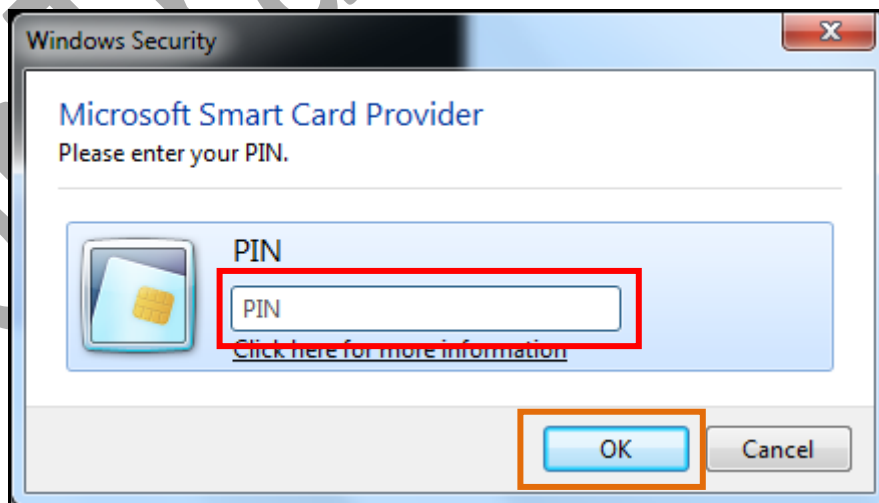 Windows Security
Microsoft Smart Card Provider
Please enter your PIN.
PIN
PIN
Click here for more information
OK
Cancel